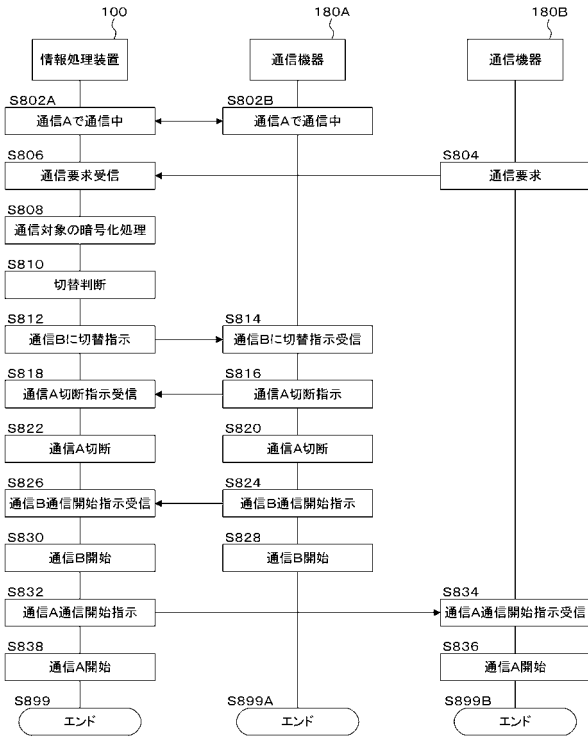 100
180A
180B
情報処理装置
通信機器
通信機器
S802A
S802B
通信Aで通信中
通信Aで通信中
S806
S804
通信要求受信
通信要求
S808
通信対象の暗号化処理
S810
切替判断
S812
S814
通信Bに切替指示
通信Bに切替指示受信
S818
S816
通信A切断指示受信
通信A切断指示
S822
S820
通信A切断
通信A切断
S826
S824
通信B通信開始指示受信
通信B通信開始指示
S830
S828
通信B開始
通信B開始
S832
S834
通信A通信開始指示
通信A通信開始指示受信
S838
S836
通信A開始
通信A開始
S899
S899A
S899B
エンド
エンド
エンド